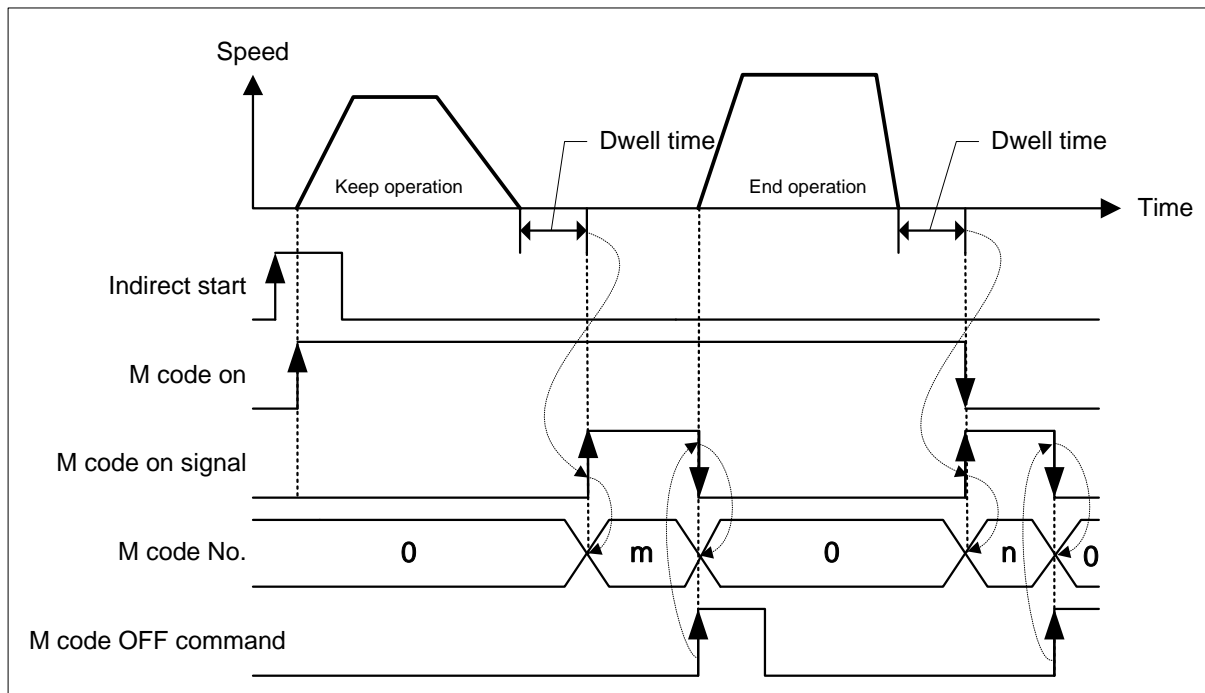 Speed
Dwell time
Dwell time
Keep operation
End operation
Time
Indirect start
M code on
M code on signal
M code No.
0
m
0
n
0
M code OFF command